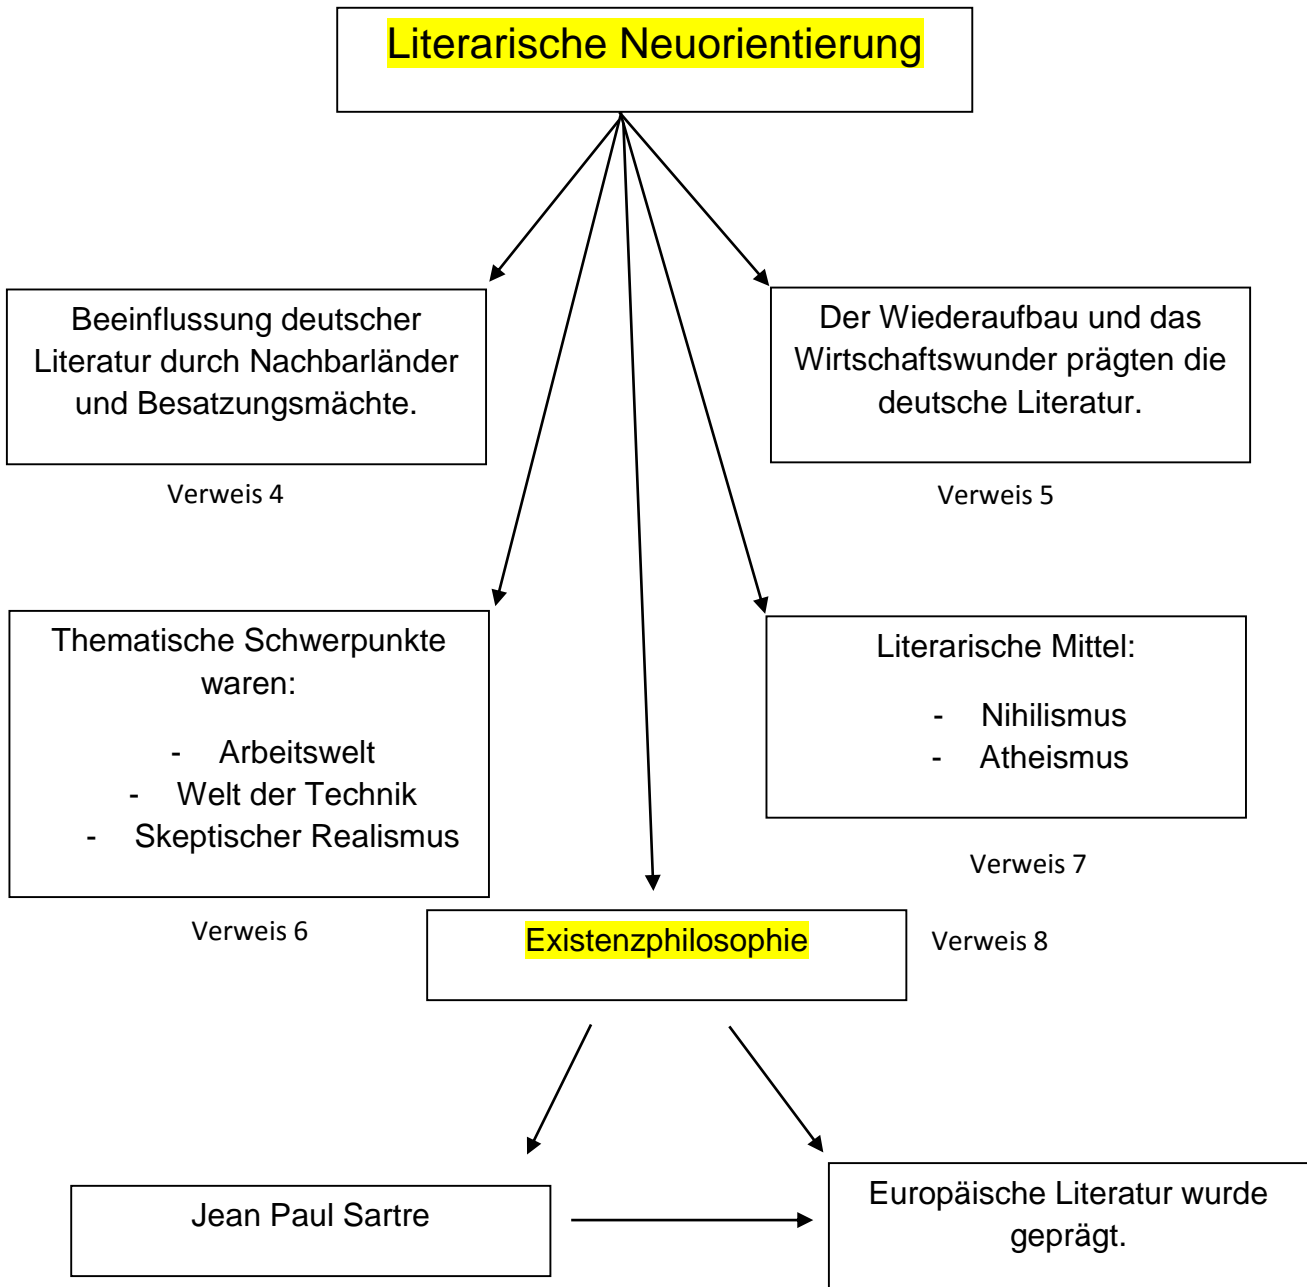 Literarische Neuorientierung
Beeinflussung deutscher
Literatur durch Nachbarländer
und Besatzungsmächte.
Verweis 4
Der Wiederaufbau und das
Wirtschaftswunder prägten die
deutsche Literatur.
Verweis 5
Thematische Schwerpunkte
waren:
- Arbeitswelt
- Welt der Technik
- Skeptischer Realismus
Verweis 6
Literarische Mittel:
- Nihilismus
- Atheismus
Verweis 7
Existenzphilosophie
Verweis 8
Jean Paul Sartre
Europäische Literatur wurde
geprägt.